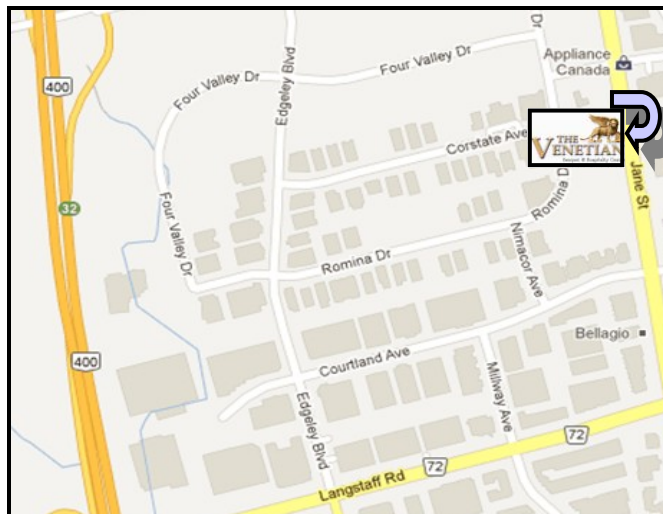 Dr
Appliance
Canada
400
Four Valley Dr
Four Valley Dr
Edgeley Blvd
Corstate Ave
THE
VENETIAN
Jane St
Romina Dr
32
Four Valley Dr
Nimacor Ave
Romina Dr
Bellagio
400
Courtland Ave
Millway Ave
Edgeley Blvd
72
72
Langstaff Rd